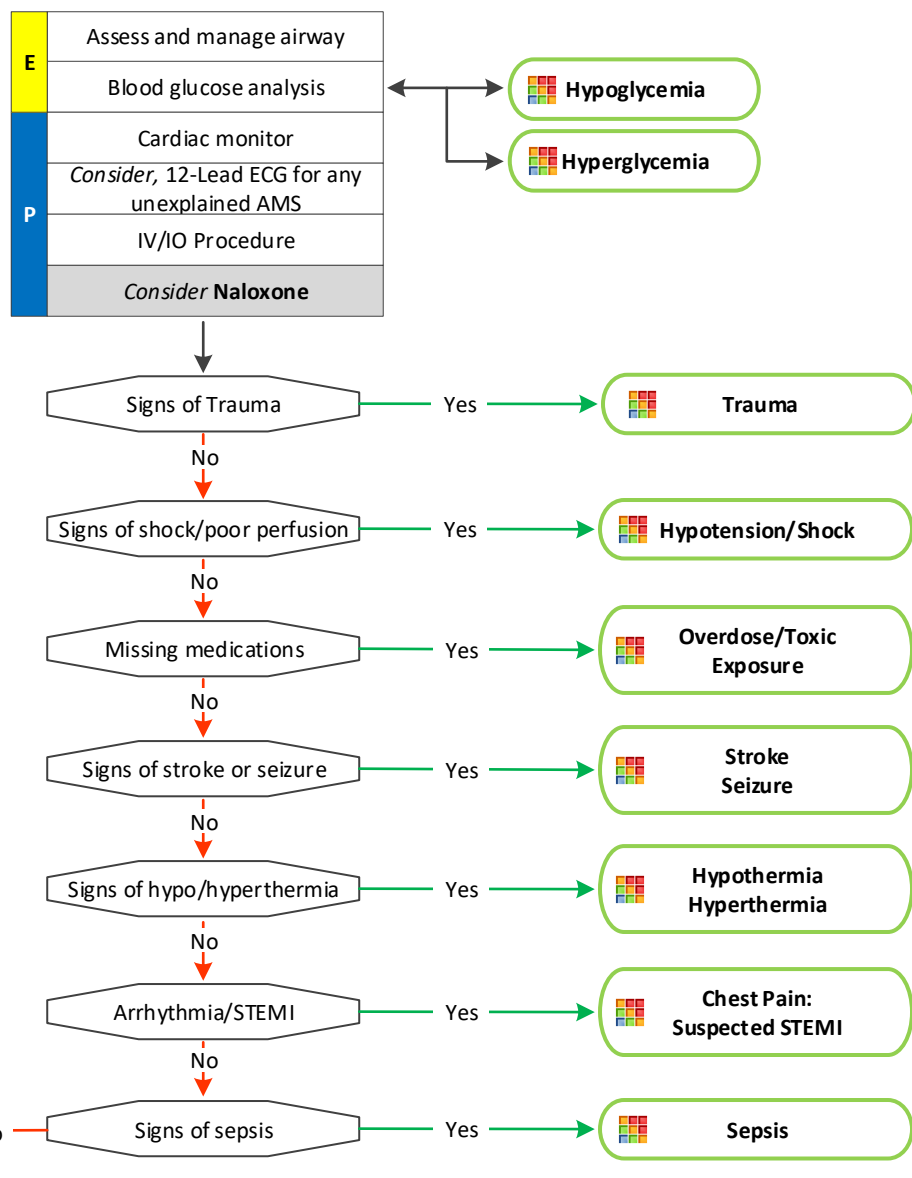 E
Assess and manage airway
Blood glucose analysis
Hypoglycemia
Hyperglycemia
P
Cardiac monitor
Consider, 12-Lead ECG for any
unexplained AMS
IV/IO Procedure
Consider Naloxone
Signs of Trauma
Yes
Trauma
No
Signs of shock/poor perfusion
Yes
Hypotension/Shock
No
Missing medications
Yes
Overdose/Toxic
Exposure
No
Signs of stroke or seizure
Yes
Stroke
Seizure
No
Signs of hypo/hyperthermia
Yes
Hypothermia
Hyperthermia
No
Arrhythmia/STEMI
Yes
Chest Pain:
Suspected STEMI
No
Signs of sepsis
Yes
Sepsis